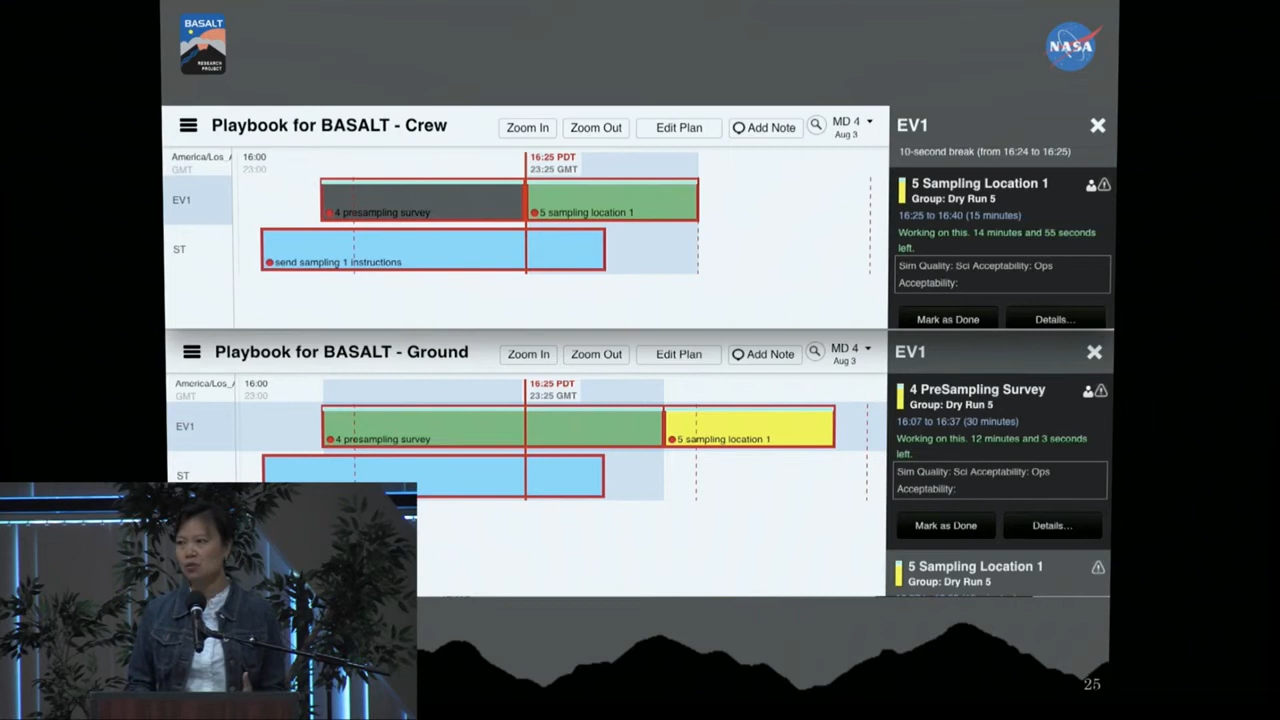 BASALT
RESEARCH
PROJECT
NASA
Playbook for BASALT - Crew
Zoom In
Zoom Out
Edit Plan
Add Note
MD 4
Aug 3
America/Los_
GMT
16:00
23:00
16:25 PDT
23:25 GMT
EV1
4 presampling survey
5 sampling location 1
ST
send sampling 1 instructions
EV1
10-second break (from 16:24 to 16:25)
5 Sampling Location 1
Group: Dry Run 5
16:25 to 16:40 (15 minutes)
Working on this. 14 minutes and 55 seconds
left.
Sim Quality: Sci Acceptability: Ops
Acceptability:
Mark as Done
Details...
Playbook for BASALT - Ground
Zoom In
Zoom Out
Edit Plan
Add Note
MD 4
Aug 3
America/Los_
GMT
16:00
23:00
16:25 PDT
23:25 GMT
EV1
4 presampling survey
5 sampling location 1
ST
EV1
4 PreSampling Survey
Group: Dry Run 5
16:07 to 16:37 (30 minutes)
Working on this. 12 minutes and 3 seconds
left.
Sim Quality: Sci Acceptability: Ops
Acceptability:
Mark as Done
Details...
5 Sampling Location 1
Group: Dry Run 5
25